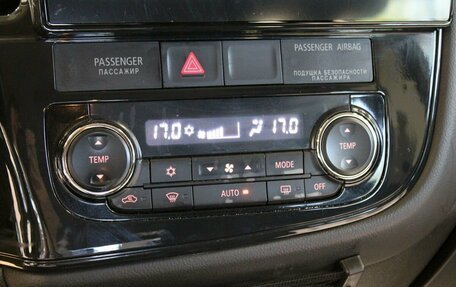 PASSENGER
ПАССАЖИР
PASSENGER AIRBAG
ПОДУШКА БЕЗОПАСНОСТИ
ПАССАЖИРА
17.0 17.0
TEMP
MODE
TEMP
AUTO
OFF